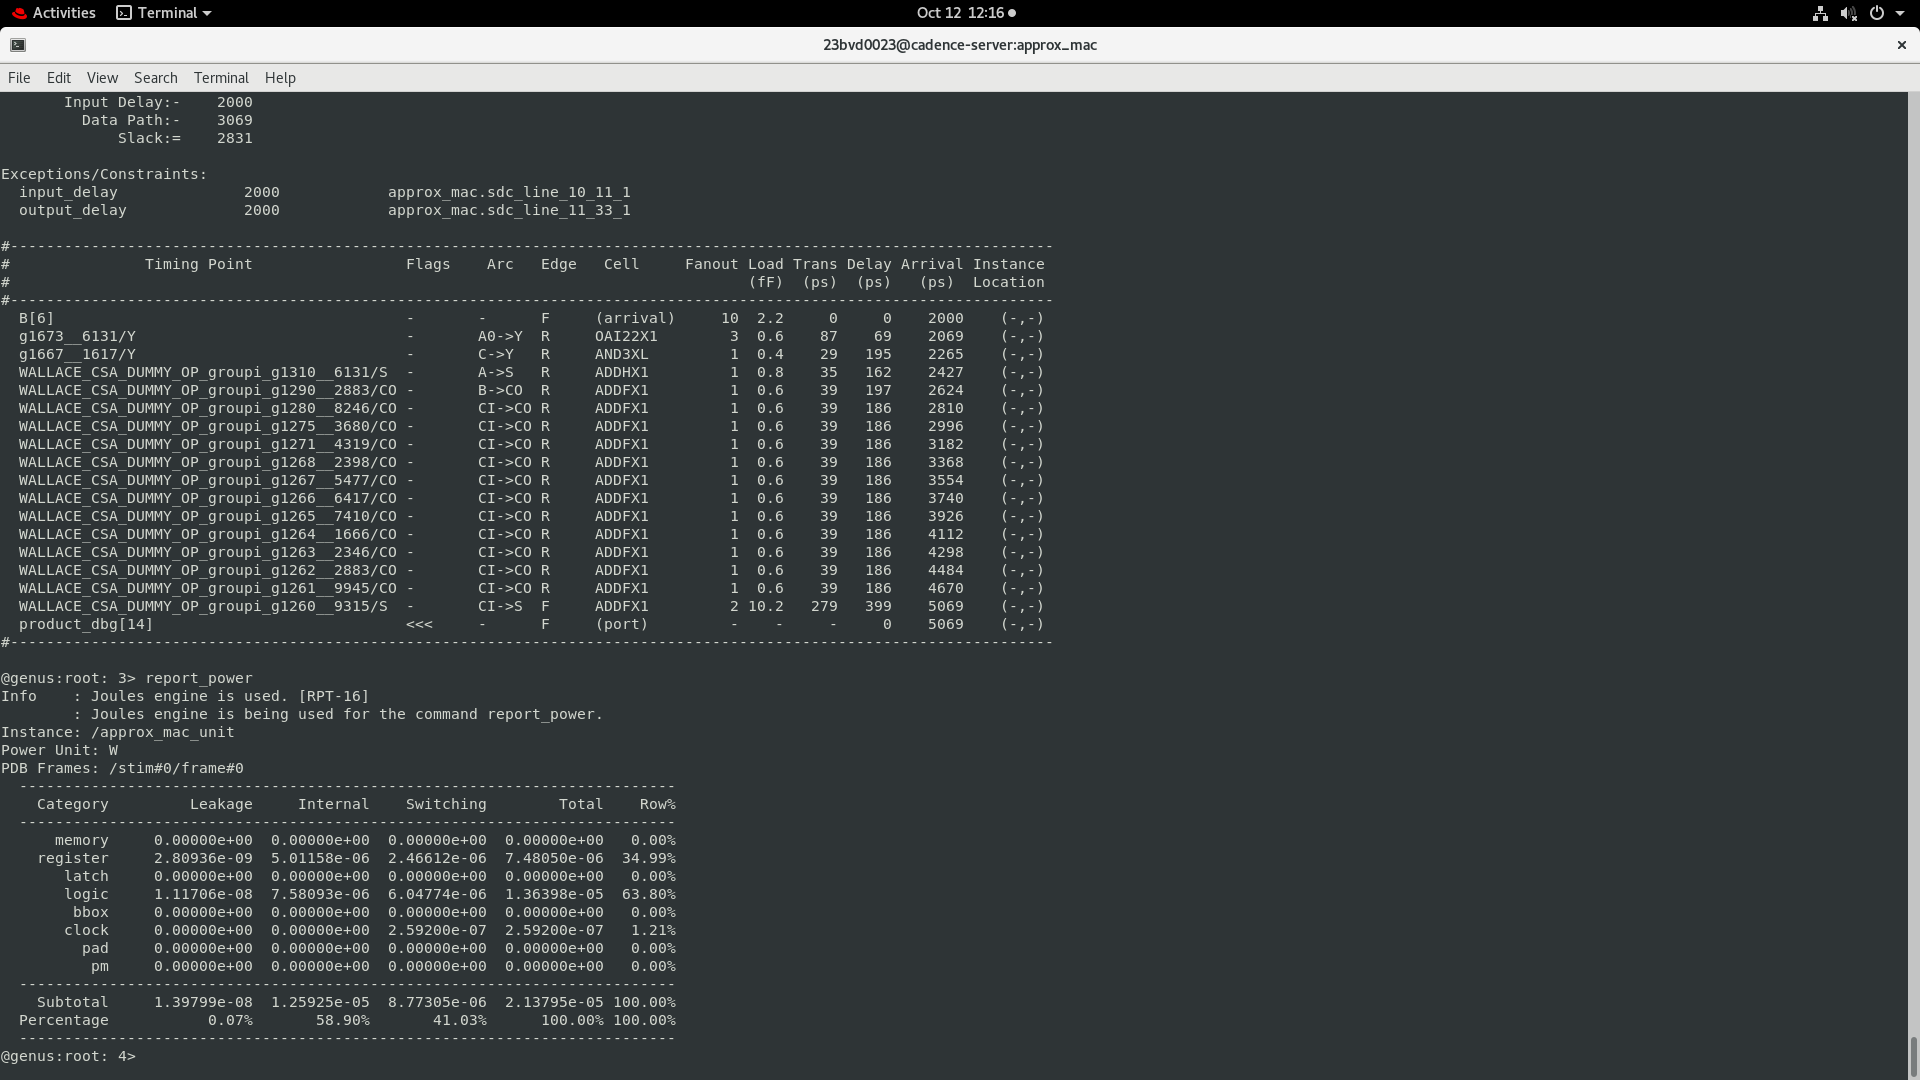 Activities Terminal Oct 12 12:16
23bvd0023@cadence-server:approx_mac
File Edit View Search Terminal Help
Input Delay:- 2000
Data Path:- 3069
Slack:= 2831
Exceptions/Constraints:
input_delay 2000 approx_mac.sdc_line_10_11_1
output_delay 2000 approx_mac.sdc_line_11_33_1
#--------------------------------------------------------------------------------------------------------------------
# Timing Point Flags Arc Edge Cell Fanout Load Trans Delay Arrival Instance
# (fF) (ps) (ps) (ps) Location
#--------------------------------------------------------------------------------------------------------------------
B[6] - - F (arrival) 10 2.2 0 0 2000 (-,-)
g1673__6131/Y - A0->Y R OAI22X1 3 0.6 87 69 2069 (-,-)
g1667__1617/Y - C->Y R AND3XL 1 0.4 29 195 2265 (-,-)
WALLACE_CSA_DUMMY_OP_groupi_g1310__6131/S - A->S R ADDHX1 1 0.8 35 162 2427 (-,-)
WALLACE_CSA_DUMMY_OP_groupi_g1290__2883/CO - B->CO R ADDFX1 1 0.6 39 197 2624 (-,-)
WALLACE_CSA_DUMMY_OP_groupi_g1280__8246/CO - CI->CO R ADDFX1 1 0.6 39 186 2810 (-,-)
WALLACE_CSA_DUMMY_OP_groupi_g1275__3680/CO - CI->CO R ADDFX1 1 0.6 39 186 2996 (-,-)
WALLACE_CSA_DUMMY_OP_groupi_g1271__4319/CO - CI->CO R ADDFX1 1 0.6 39 186 3182 (-,-)
WALLACE_CSA_DUMMY_OP_groupi_g1268__2398/CO - CI->CO R ADDFX1 1 0.6 39 186 3368 (-,-)
WALLACE_CSA_DUMMY_OP_groupi_g1267__5477/CO - CI->CO R ADDFX1 1 0.6 39 186 3554 (-,-)
WALLACE_CSA_DUMMY_OP_groupi_g1266__6417/CO - CI->CO R ADDFX1 1 0.6 39 186 3740 (-,-)
WALLACE_CSA_DUMMY_OP_groupi_g1265__7410/CO - CI->CO R ADDFX1 1 0.6 39 186 3926 (-,-)
WALLACE_CSA_DUMMY_OP_groupi_g1264__1666/CO - CI->CO R ADDFX1 1 0.6 39 186 4112 (-,-)
WALLACE_CSA_DUMMY_OP_groupi_g1263__2346/CO - CI->CO R ADDFX1 1 0.6 39 186 4298 (-,-)
WALLACE_CSA_DUMMY_OP_groupi_g1262__2883/CO - CI->CO R ADDFX1 1 0.6 39 186 4484 (-,-)
WALLACE_CSA_DUMMY_OP_groupi_g1261__9945/CO - CI->CO R ADDFX1 1 0.6 39 186 4670 (-,-)
WALLACE_CSA_DUMMY_OP_groupi_g1260__9315/S - CI->S F ADDFX1 2 10.2 279 399 5069 (-,-)
product_dbg[14] <<< - F (port) - - - 0 5069 (-,-)
#--------------------------------------------------------------------------------------------------------------------
@genus:root: 3> report_power
Info : Joules engine is used. [RPT-16]
: Joules engine is being used for the command report_power.
Instance: /approx_mac_unit
Power Unit: W
PDB Frames: /stim#0/frame#0
-------------------------------------------------------------------------
Category Leakage Internal Switching Total Row%
-------------------------------------------------------------------------
memory 0.00000e+00 0.00000e+00 0.00000e+00 0.00000e+00 0.00%
register 2.80936e-09 5.01158e-06 2.46612e-06 7.48050e-06 34.99%
latch 0.00000e+00 0.00000e+00 0.00000e+00 0.00000e+00 0.00%
logic 1.11706e-08 7.58093e-06 6.04774e-06 1.36398e-05 63.80%
bbox 0.00000e+00 0.00000e+00 0.00000e+00 0.00000e+00 0.00%
clock 0.00000e+00 0.00000e+00 2.59200e-07 2.59200e-07 1.21%
pad 0.00000e+00 0.00000e+00 0.00000e+00 0.00000e+00 0.00%
pm 0.00000e+00 0.00000e+00 0.00000e+00 0.00000e+00 0.00%
-------------------------------------------------------------------------
Subtotal 1.39799e-08 1.25925e-05 8.77305e-06 2.13795e-05 100.00%
Percentage 0.07% 58.90% 41.03% 100.00% 100.00%
-------------------------------------------------------------------------
@genus:root: 4>